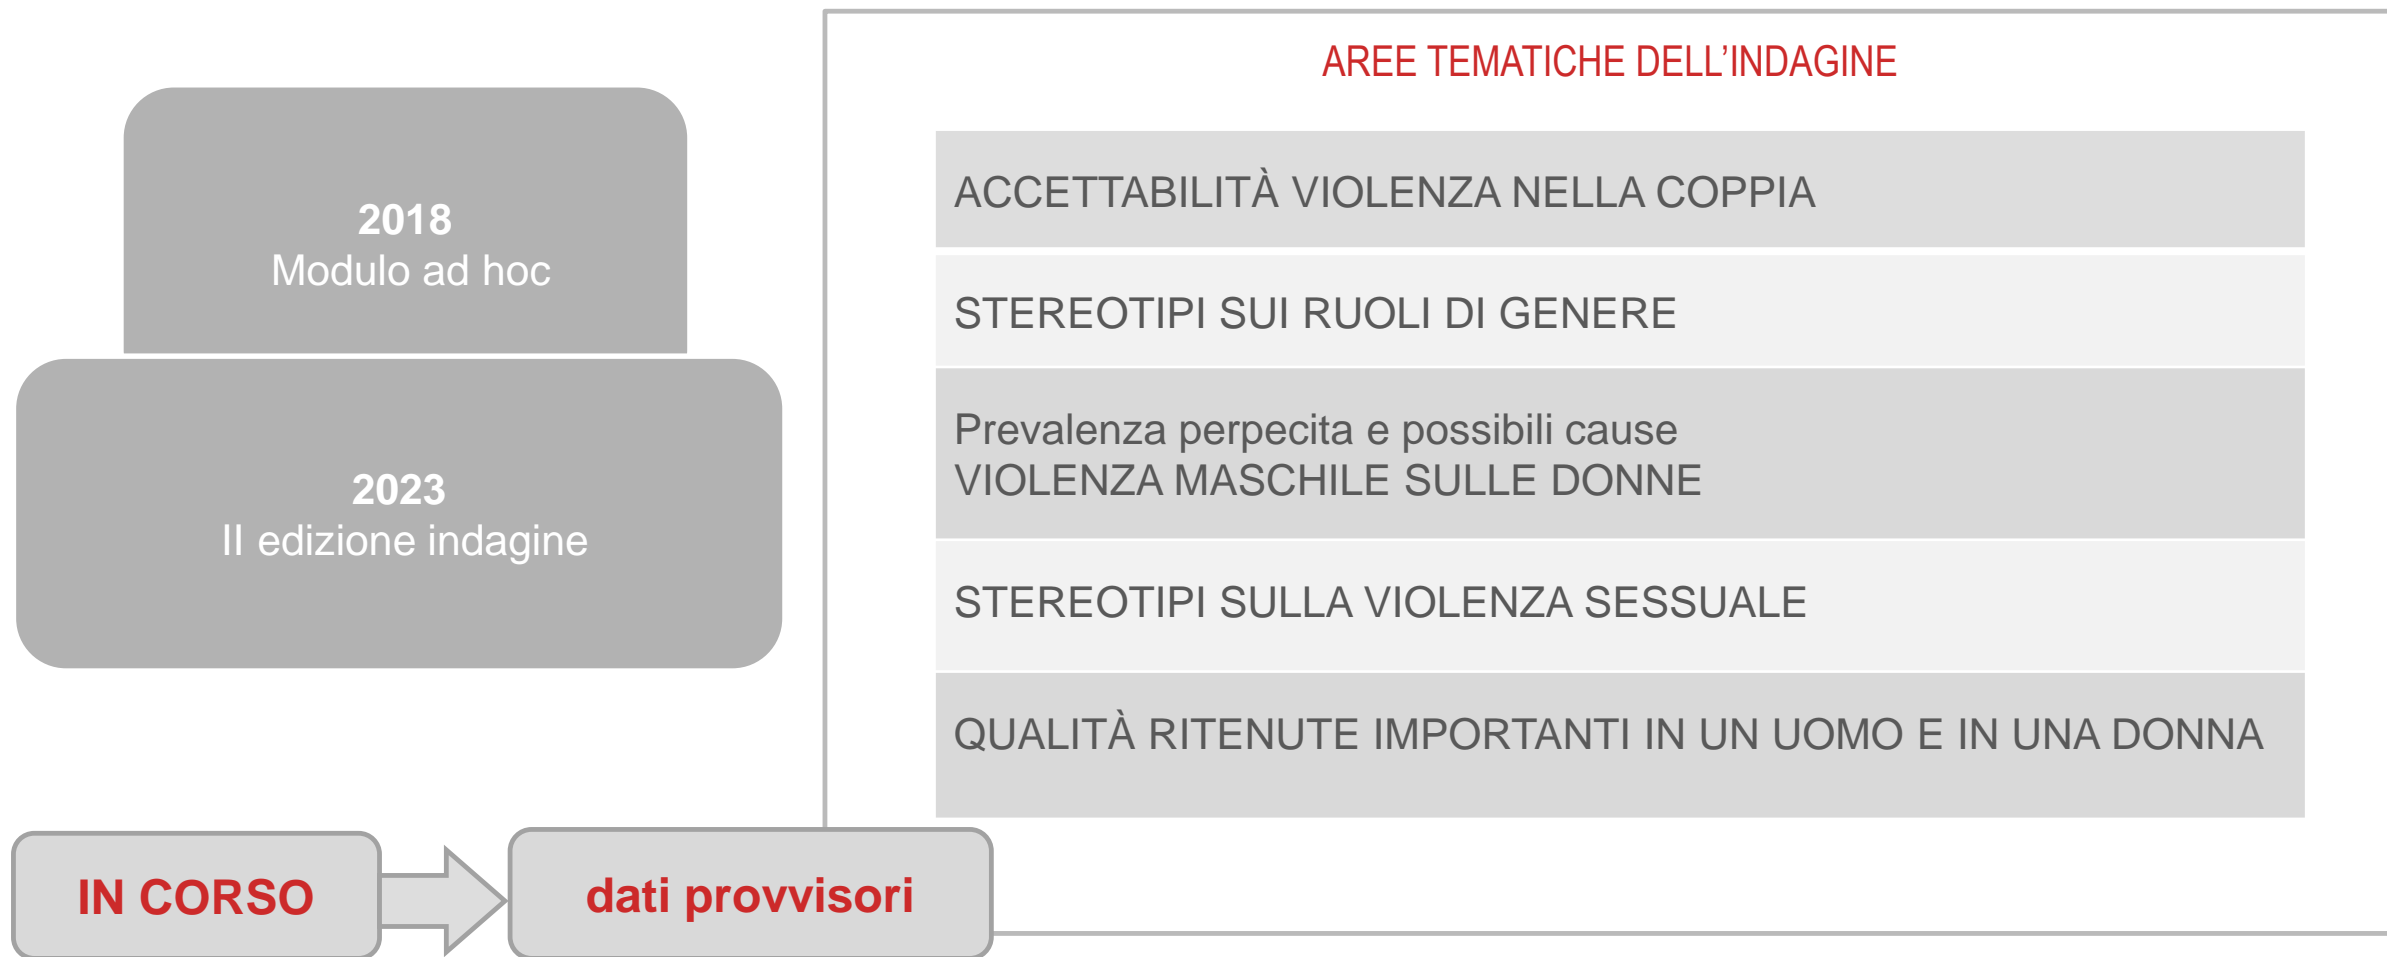 2018
Modulo ad hoc
2023
II edizione indagine
IN CORSO
dati provvisori
AREE TEMATICHE DELL’INDAGINE
ACCETTABILITÀ VIOLENZA NELLA COPPIA
STEREOTIPI SUI RUOLI DI GENERE
Prevalenza perpecita e possibili cause
VIOLENZA MASCHILE SULLE DONNE
STEREOTIPI SULLA VIOLENZA SESSUALE
QUALITÀ RITENUTE IMPORTANTI IN UN UOMO E IN UNA DONNA